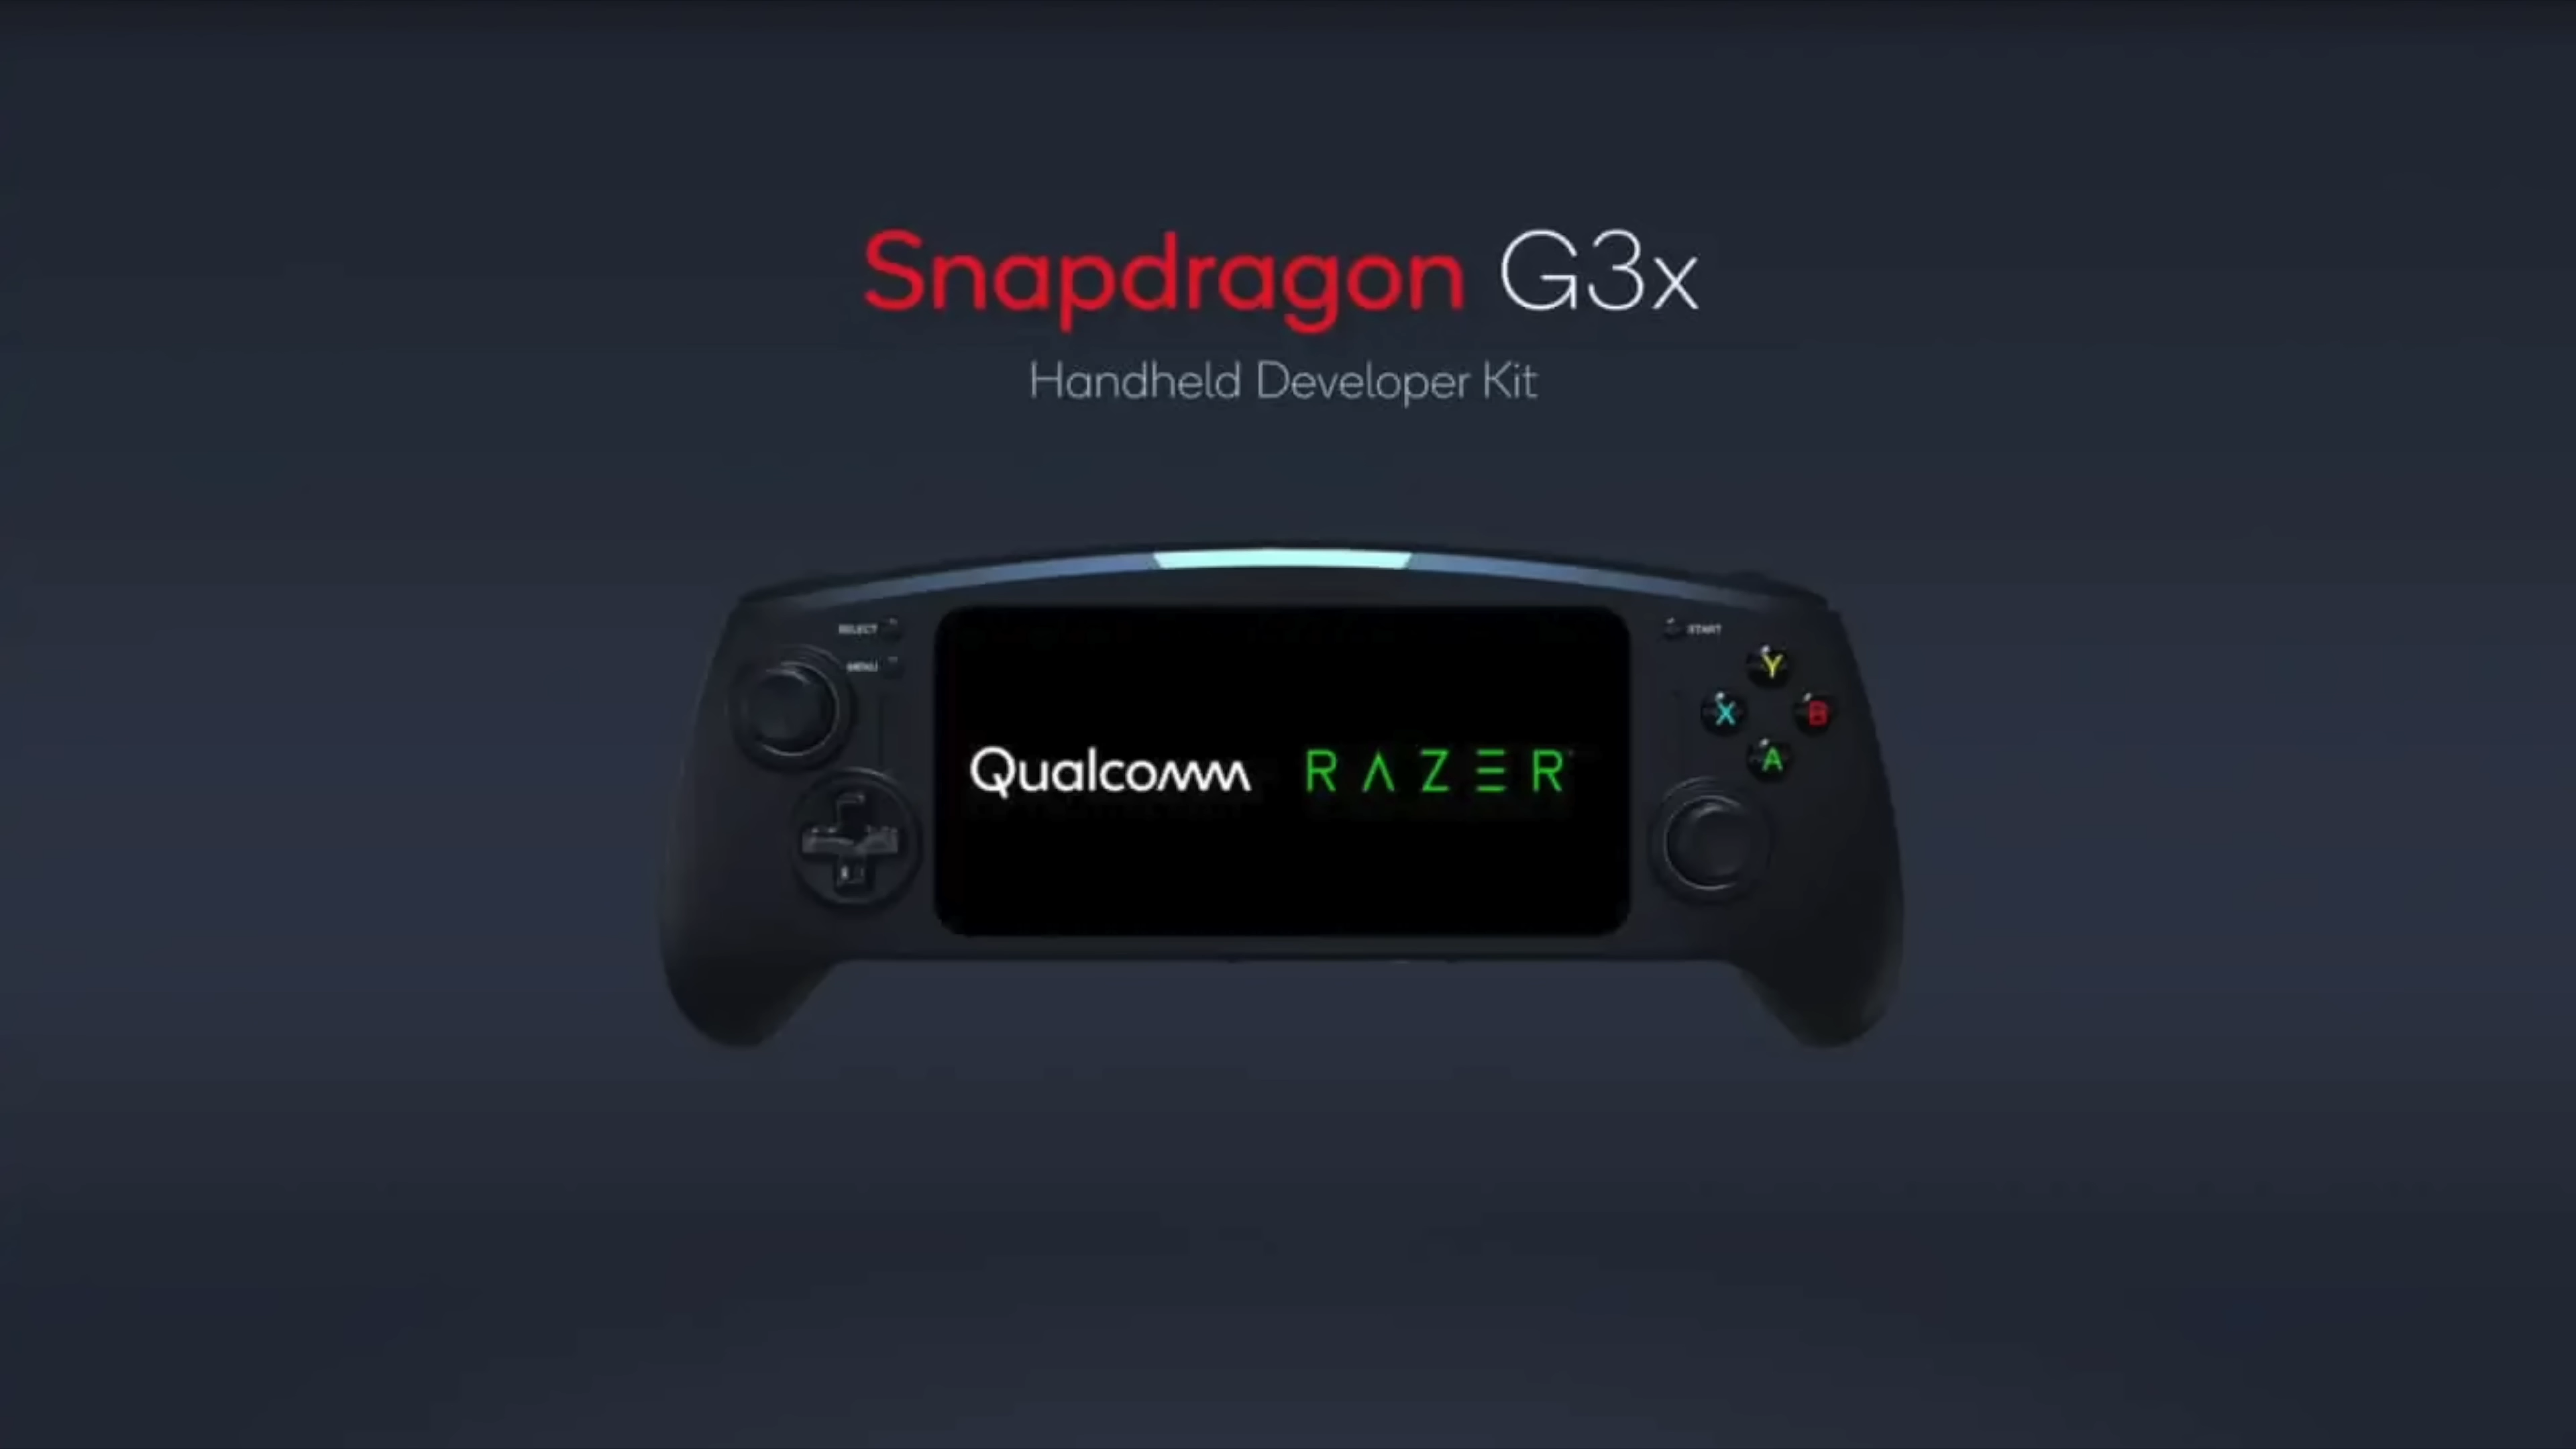 Snapdragon G3x
Handheld Developer Kit
SELECT
START
MENU
Y
X
B
A
Qualcomm RAZER